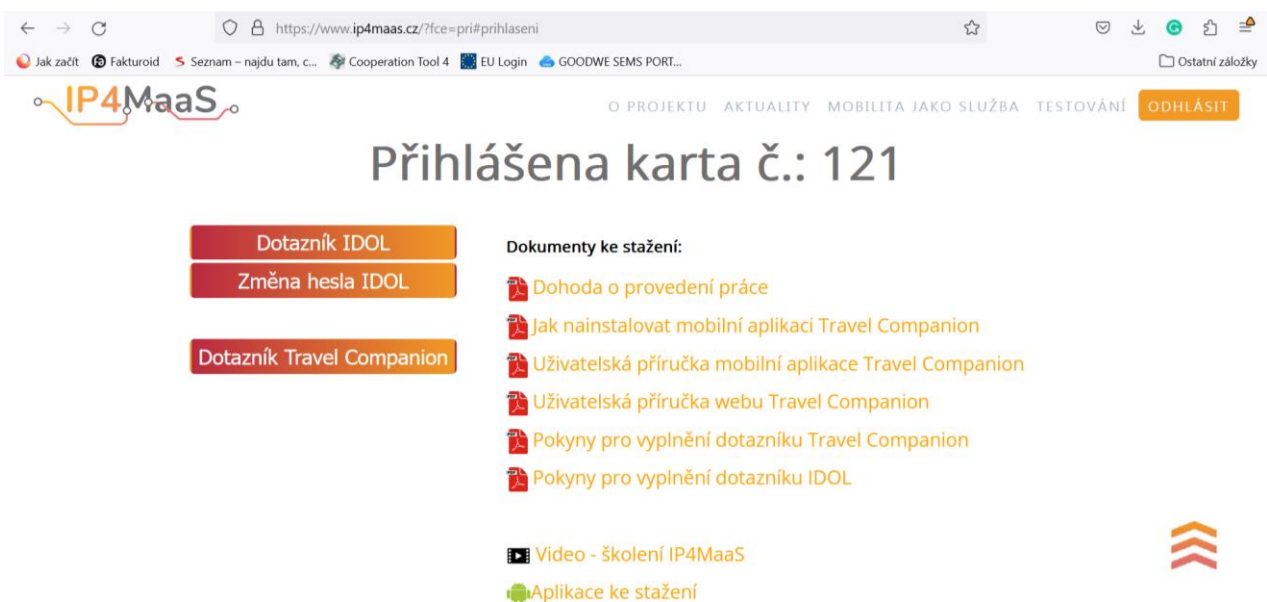 https://www.ip4maas.cz/?fce=pri#prihlaseni
Jak začít Fakturoid Seznam – najdu tam, c... Cooperation Tool 4 EU Login GOODWE SEMS PORT... Ostatní záložky
IP4MaaS O PROJEKTU AKTUALITY MOBILITA JAKO SLUŽBA TESTOVÁNÍ ODHLÁSIT
Přihlášena karta č.: 121
Dotazník IDOL
Změna hesla IDOL
Dotazník Travel Companion
Dokumenty ke stažení:
Dohoda o provedení práce
Jak nainstalovat mobilní aplikaci Travel Companion
Uživatelská příručka mobilní aplikace Travel Companion
Uživatelská příručka webu Travel Companion
Pokyny pro vyplnění dotazníku Travel Companion
Pokyny pro vyplnění dotazníku IDOL
Video - školení IP4MaaS
Aplikace ke stažení